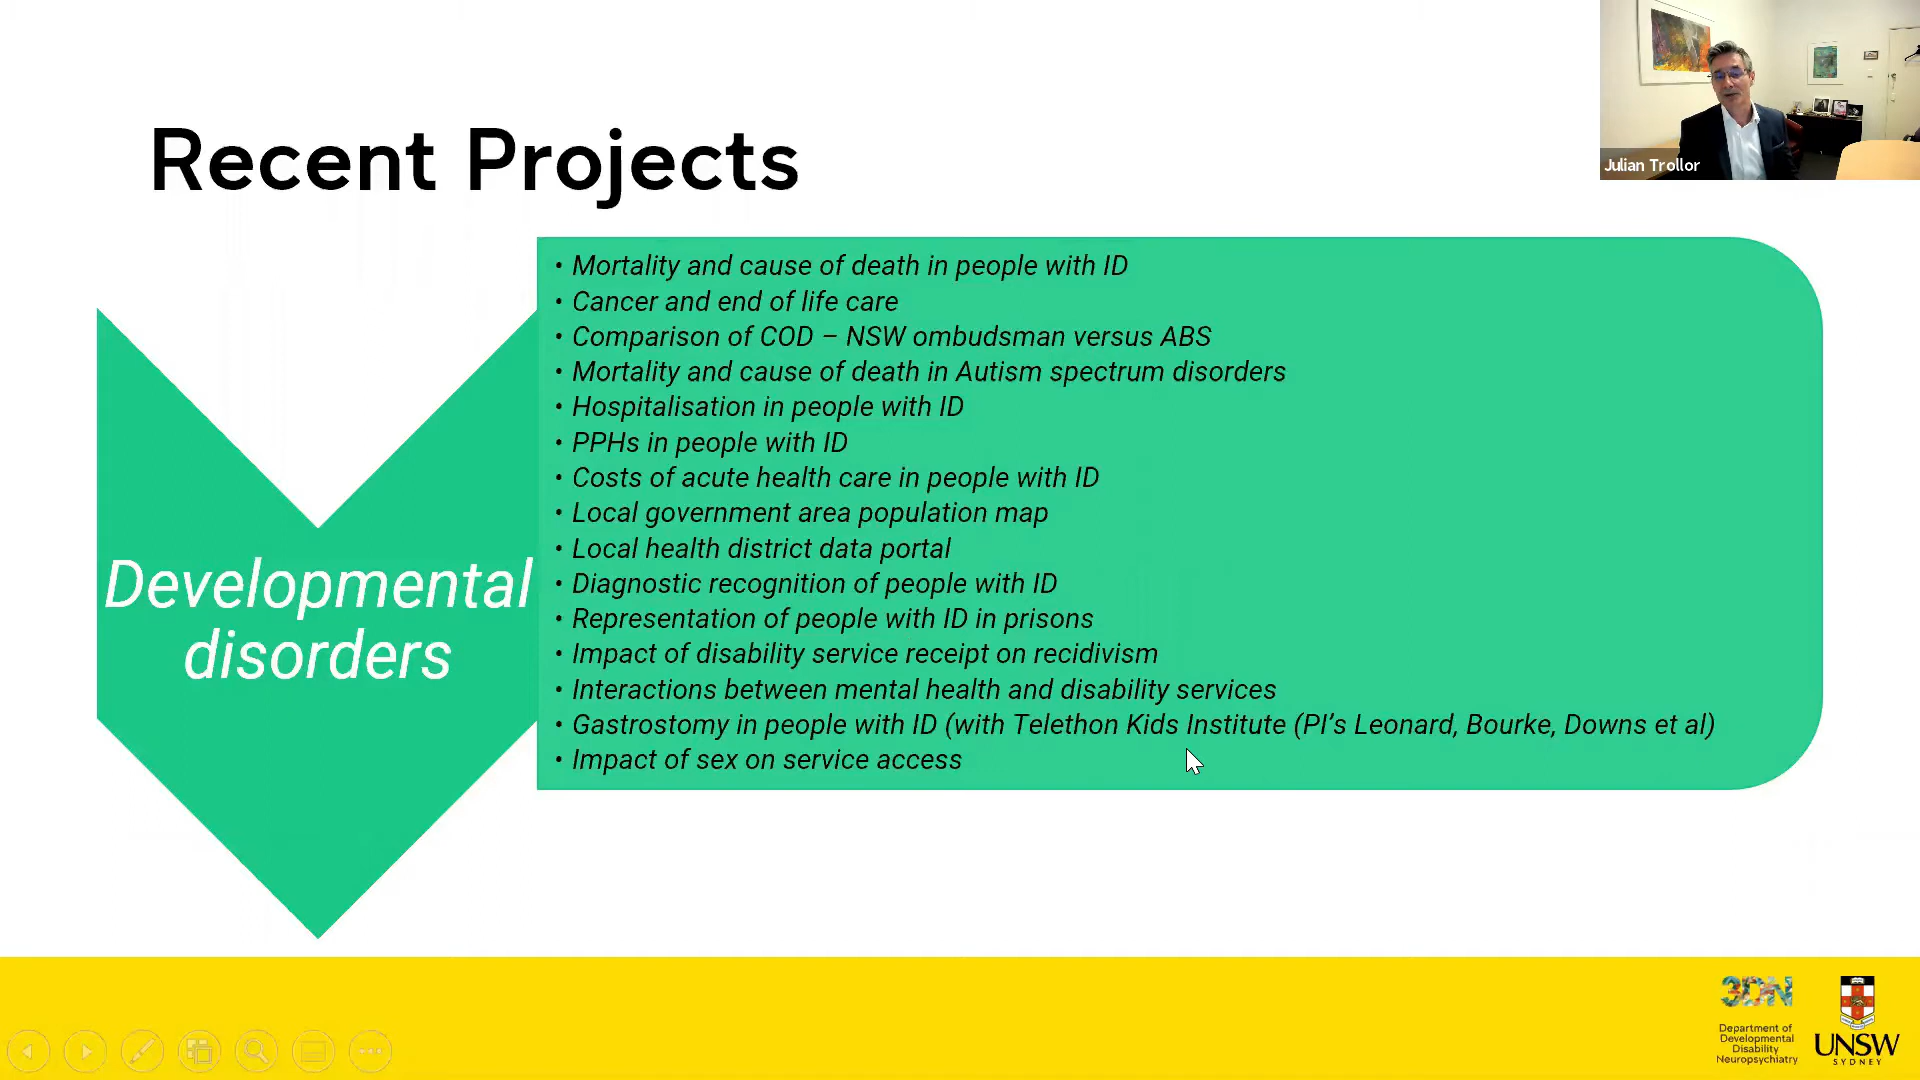 Julian Trollor
Recent Projects
Developmental
disorders
• Mortality and cause of death in people with ID
• Cancer and end of life care
• Comparison of COD – NSW ombudsman versus ABS
• Mortality and cause of death in Autism spectrum disorders
• Hospitalisation in people with ID
• PPHs in people with ID
• Costs of acute health care in people with ID
• Local government area population map
• Local health district data portal
• Diagnostic recognition of people with ID
• Representation of people with ID in prisons
• Impact of disability service receipt on recidivism
• Interactions between mental health and disability services
• Gastrostomy in people with ID (with Telethon Kids Institute (PI’s Leonard, Bourke, Downs et al)
• Impact of sex on service access
3DN
Department of
Developmental
Disability
Neuropsychiatry
UNSW
SYDNEY